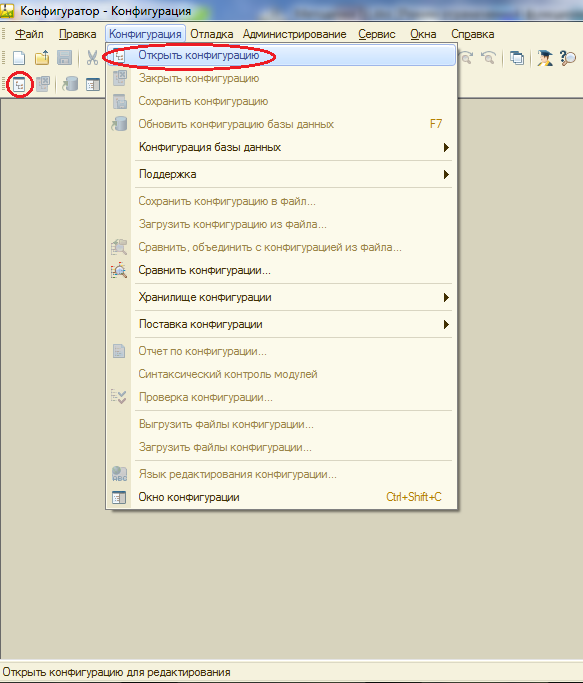 Конфигуратор - Конфигурация
Файл Правка Конфигурация Отладка Администрирование Сервис Окна Справка
Открыть конфигурацию
Закрыть конфигурацию
Сохранить конфигурацию
Обновить конфигурацию базы данных F7
Конфигурация базы данных
Поддержка
Сохранить конфигурацию в файл...
Загрузить конфигурацию из файла...
Сравнить, объединить с конфигурацией из файла...
Сравнить конфигурации...
Хранилище конфигурации
Поставка конфигурации
Отчет по конфигурации...
Синтаксический контроль модулей
Проверка конфигурации...
Выгрузить файлы конфигурации...
Загрузить файлы конфигурации...
Язык редактирования конфигурации...
Окно конфигурации Ctrl+Shift+C
Открыть конфигурацию для редактирования